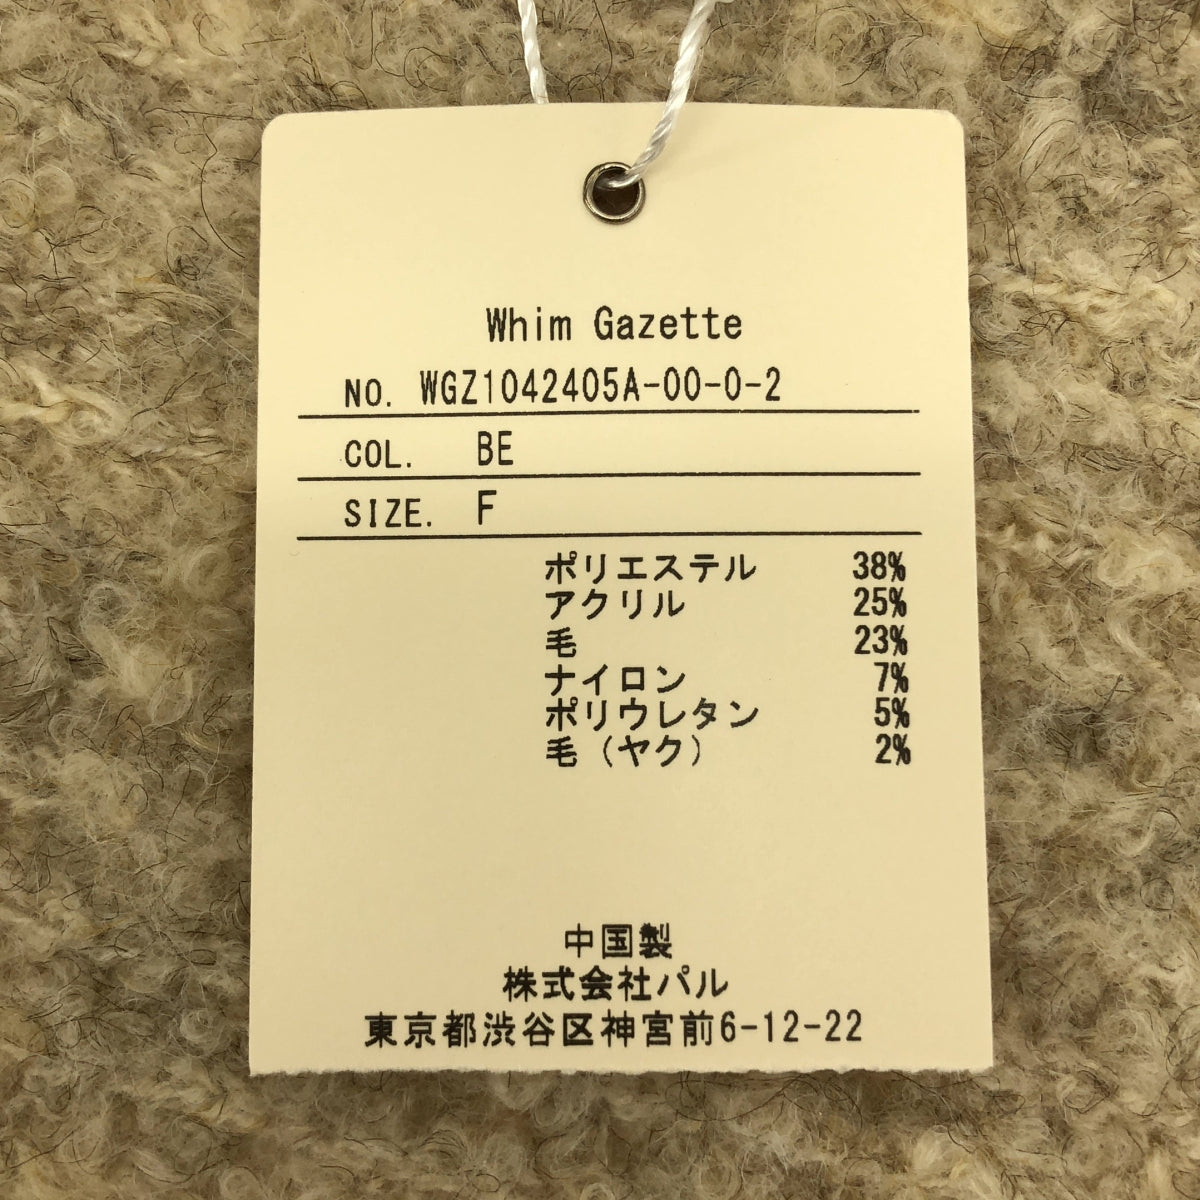 Whim Gazette
NO. WGZ1042405A-00-0-2
COL. BE
SIZE. F
ポリエステル 38%
アクリル 25%
毛 23%
ナイロン 7%
ポリウレタン 5%
毛（ヤク） 2%
中国製
株式会社パル
東京都渋谷区神宮前6-12-22